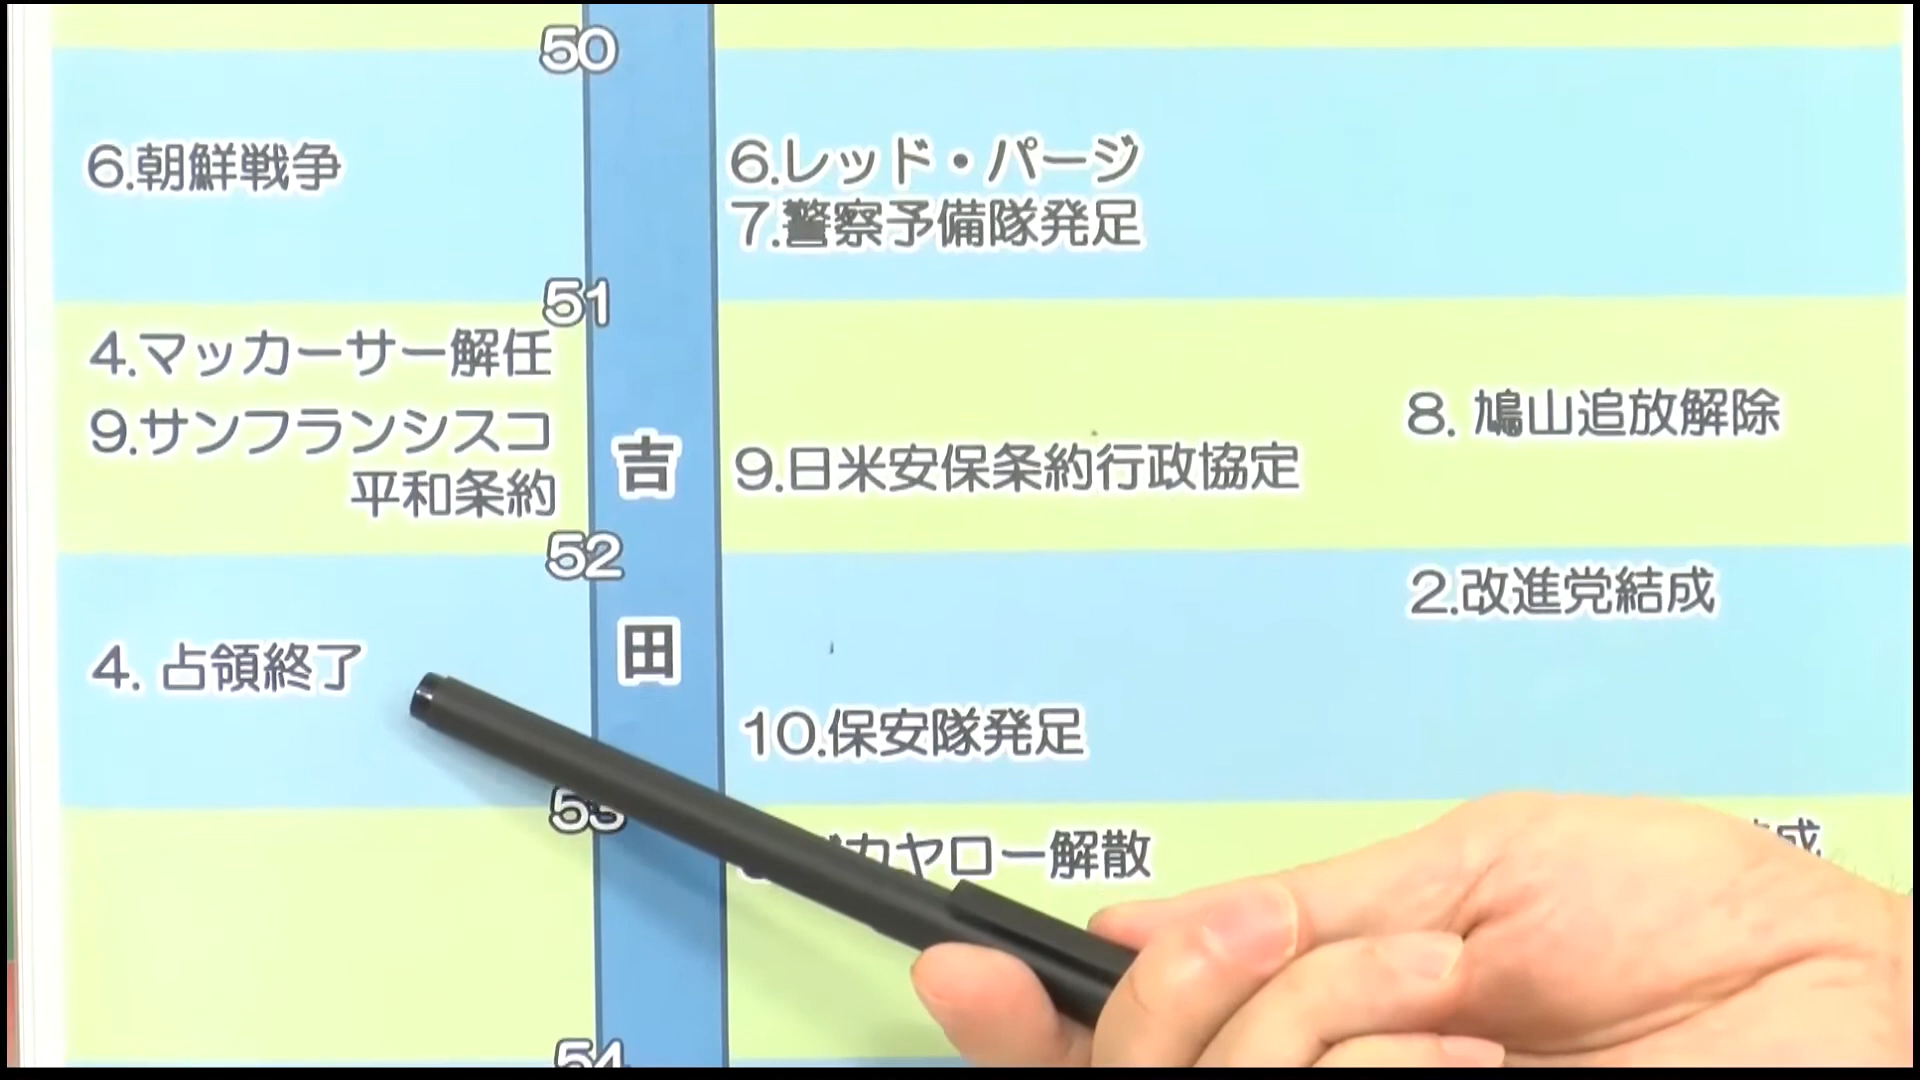 50
6.朝鮮戦争
6.レッド・パージ
7.警察予備隊発足
51
4.マッカーサー解任
9.サンフランシスコ
平和条約
吉
9.日米安保条約行政協定
8. 鳩山追放解除
52
2.改進党結成
4. 占領終了
田
10.保安隊発足
53
カヤロー解散
成
54